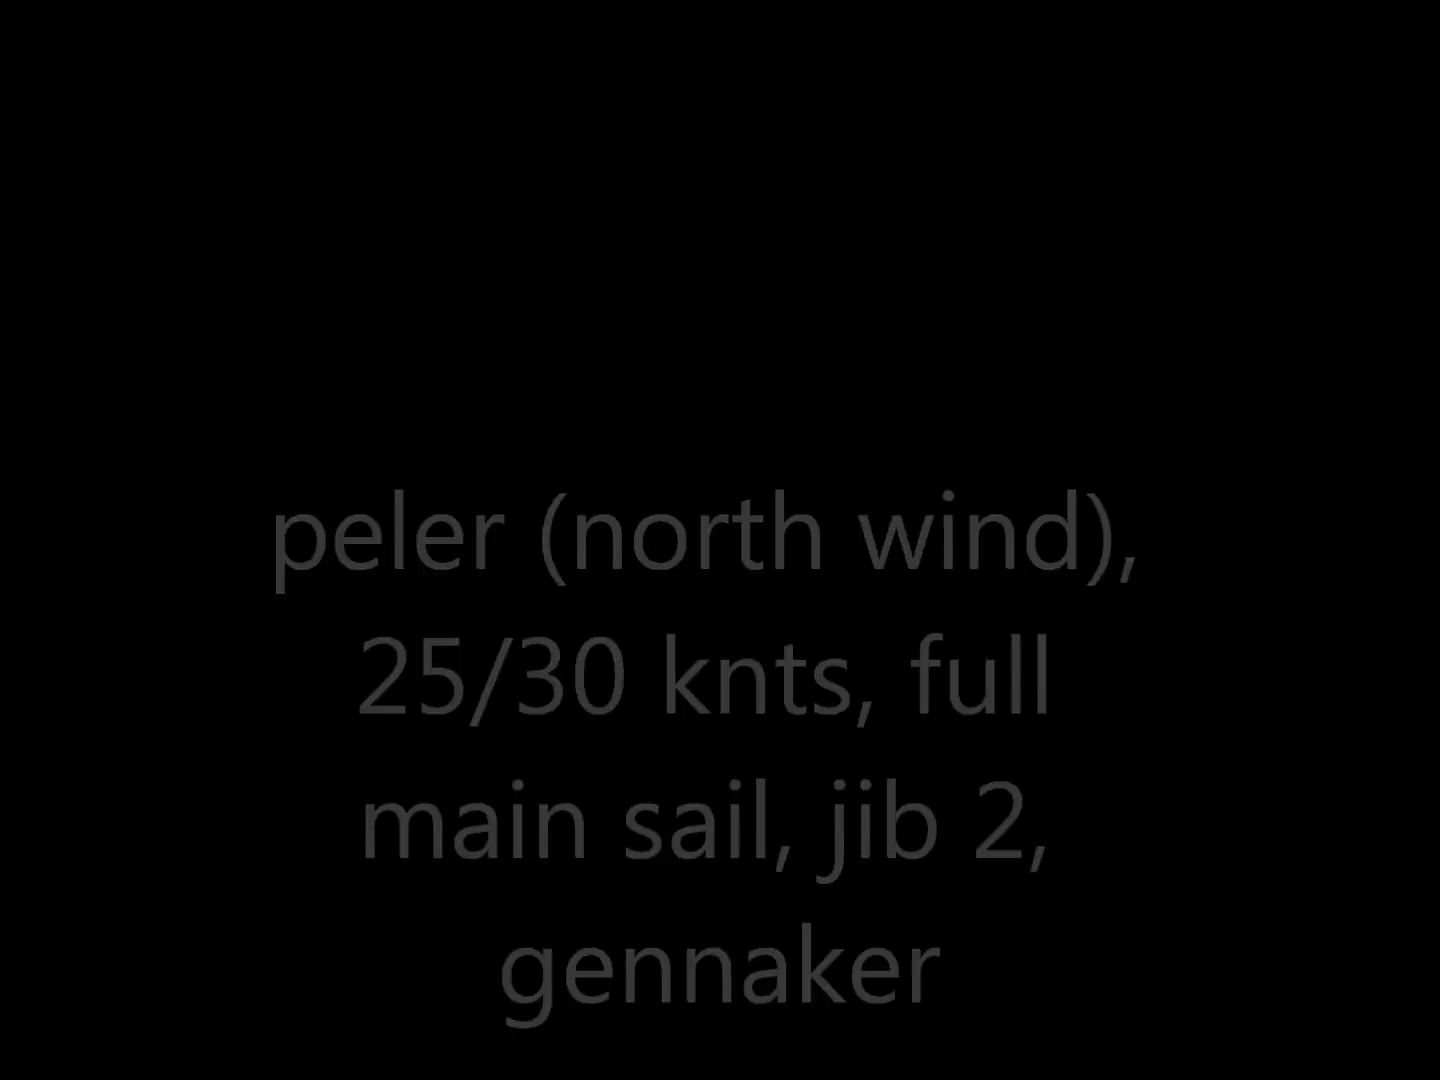 peler (north wind),
25/30 knts, full
main sail, jib 2,
gennaker